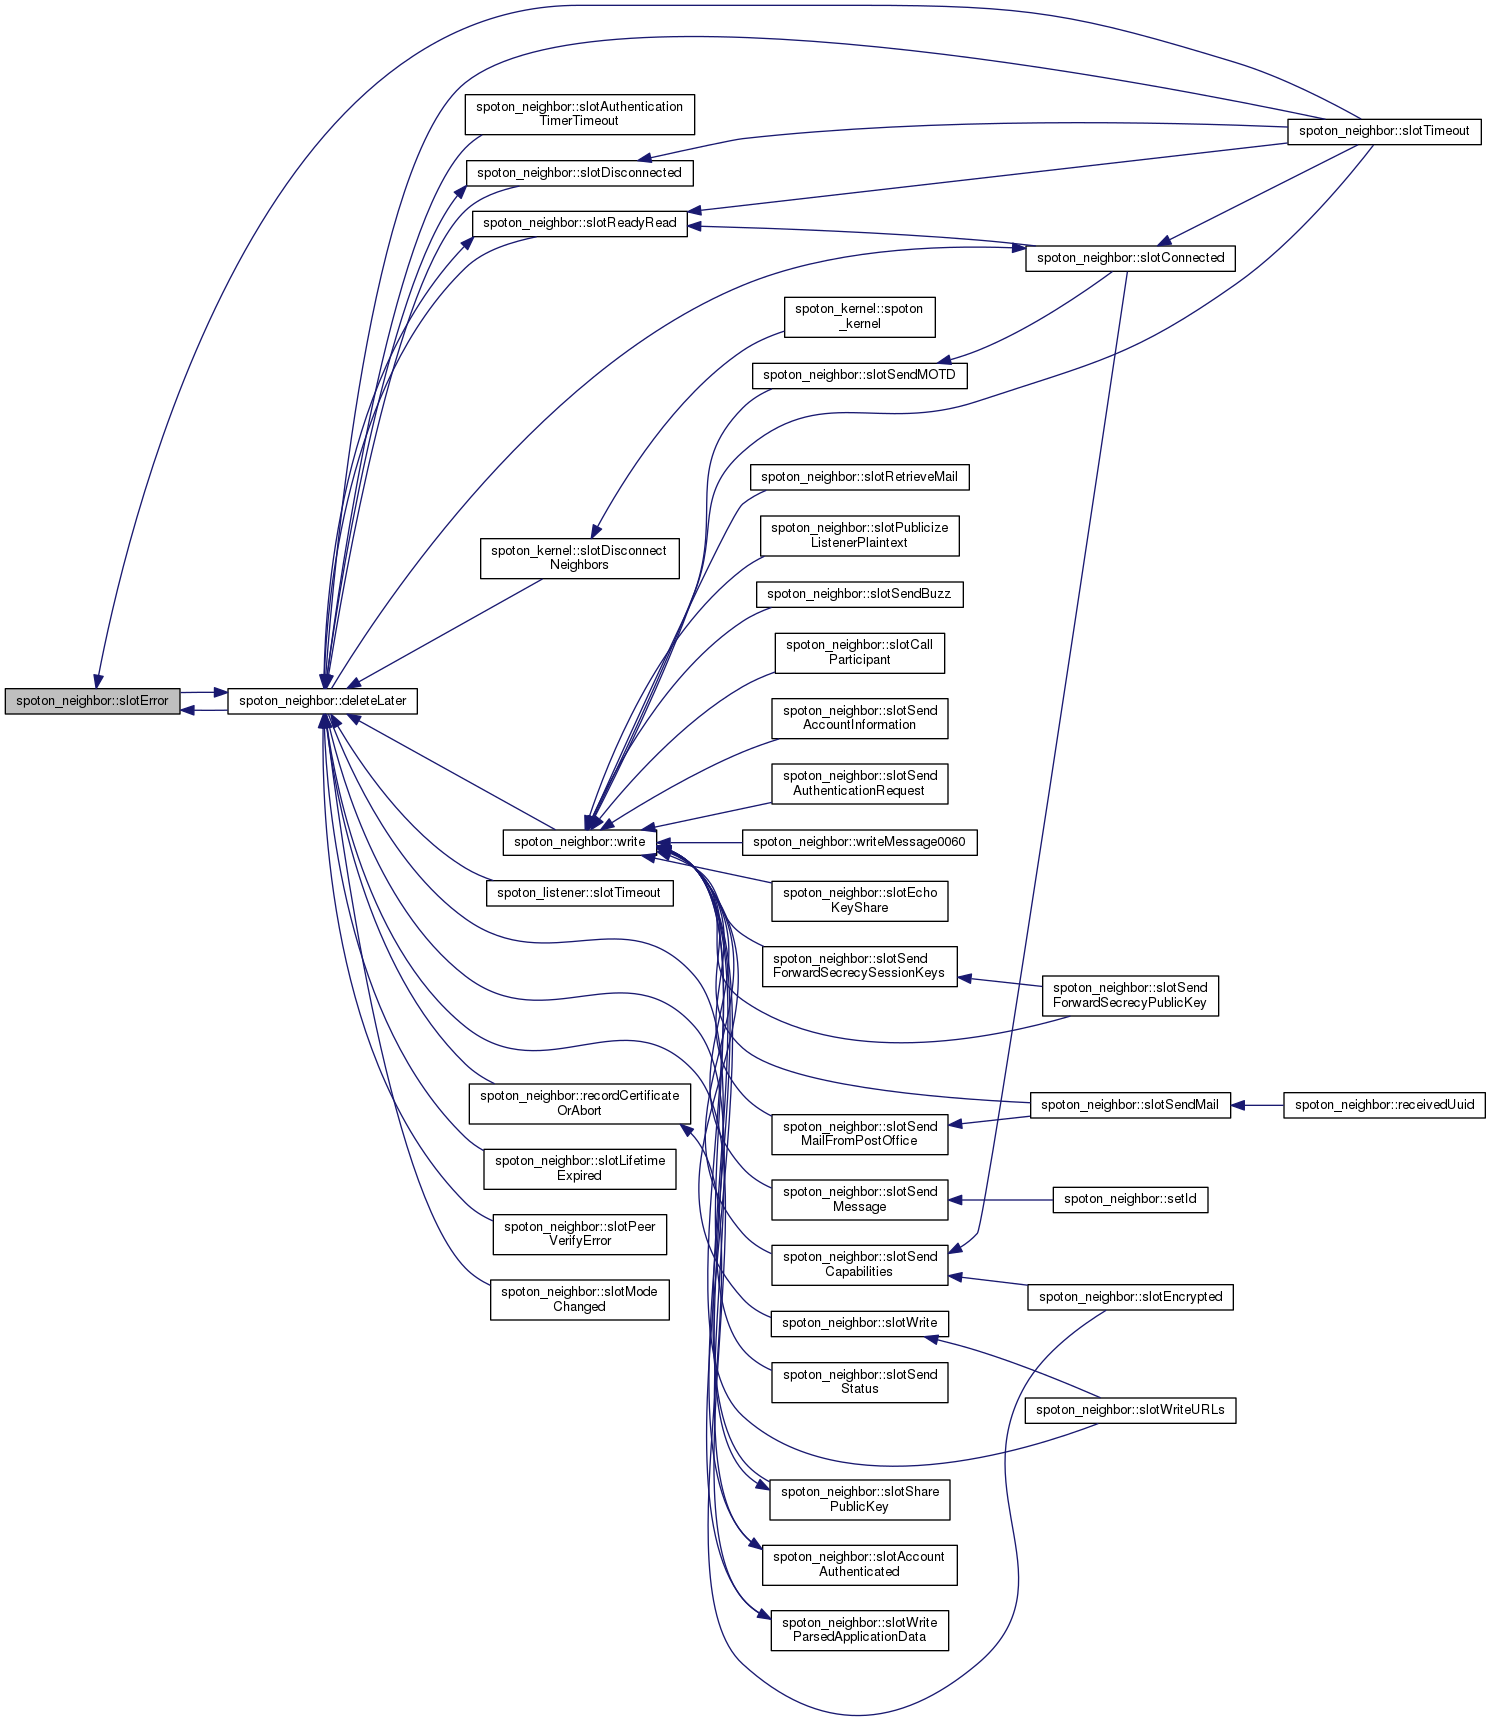 spoton_neighbor::slotError
spoton_neighbor::deleteLater
spoton_neighbor::slotAuthentication
TimerTimeout
spoton_neighbor::slotDisconnected
spoton_neighbor::slotReadyRead
spoton_kernel::slotDisconnect
Neighbors
spoton_neighbor::write
spoton_listener::slotTimeout
spoton_neighbor::recordCertificate
OrAbort
spoton_neighbor::slotLifetime
Expired
spoton_neighbor::slotPeer
VerifyError
spoton_neighbor::slotMode
Changed
spoton_kernel::spoton
_kernel
spoton_neighbor::slotSendMOTD
spoton_neighbor::slotRetrieveMail
spoton_neighbor::slotPublicize
ListenerPlaintext
spoton_neighbor::slotSendBuzz
spoton_neighbor::slotCall
Participant
spoton_neighbor::slotSend
AccountInformation
spoton_neighbor::slotSend
AuthenticationRequest
spoton_neighbor::writeMessage0060
spoton_neighbor::slotEcho
KeyShare
spoton_neighbor::slotSend
ForwardSecrecySessionKeys
spoton_neighbor::slotSend
MailFromPostOffice
spoton_neighbor::slotSend
Message
spoton_neighbor::slotSend
Capabilities
spoton_neighbor::slotWrite
spoton_neighbor::slotSend
Status
spoton_neighbor::slotShare
PublicKey
spoton_neighbor::slotAccount
Authenticated
spoton_neighbor::slotWrite
ParsedApplicationData
spoton_neighbor::slotConnected
spoton_neighbor::slotSend
ForwardSecrecyPublicKey
spoton_neighbor::slotSendMail
spoton_neighbor::setId
spoton_neighbor::slotEncrypted
spoton_neighbor::slotWriteURLs
spoton_neighbor::slotTimeout
spoton_neighbor::receivedUuid